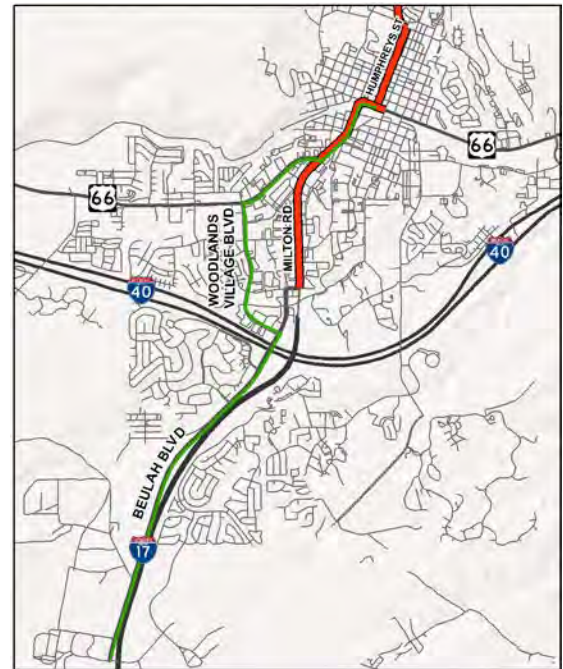 HUMPHREYS ST
66
66
WOODLANDS
VILLAGE BLVD
MILTON RD
40
40
BEULAH BLVD
17